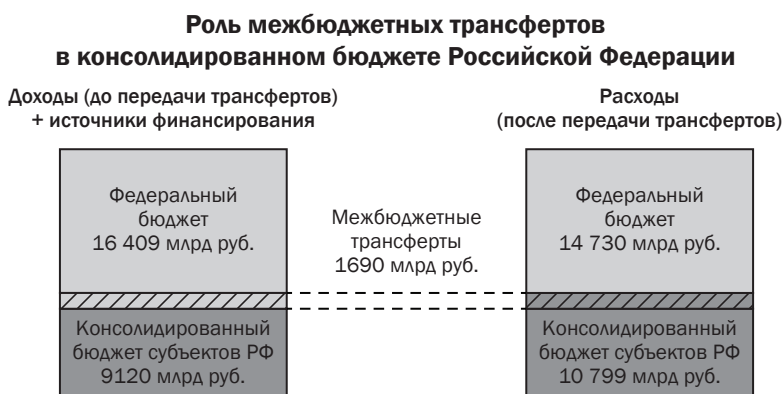 Роль межбюджетных трансфертов
в консолидированном бюджете Российской Федерации
Доходы (до передачи трансфертов)
+ источники финансирования
Расходы
(после передачи трансфертов)
Федеральный
бюджет
16 409 млрд руб.
Межбюджетные
трансферты
1690 млрд руб.
Федеральный
бюджет
14 730 млрд руб.
Консолидированный
бюджет субъектов РФ
9120 млрд руб.
Консолидированный
бюджет субъектов РФ
10 799 млрд руб.